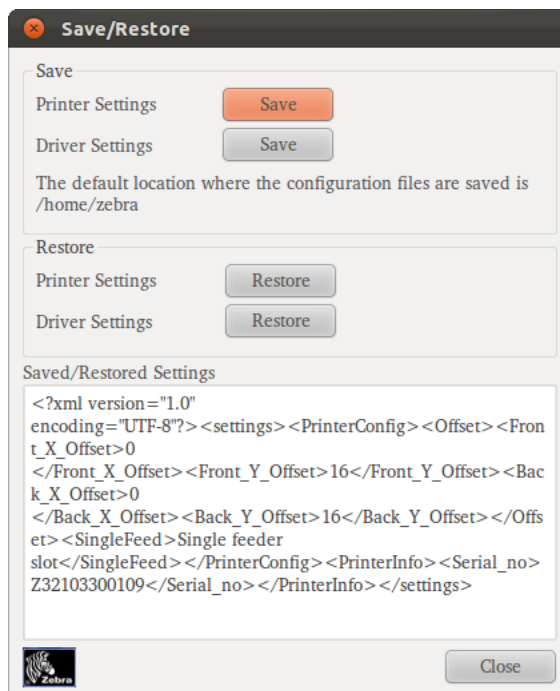 Save/Restore
Save
Printer Settings Save
Driver Settings Save
The default location where the configuration files are saved is
/home/zebra
Restore
Printer Settings Restore
Driver Settings Restore
Saved/Restored Settings
<?xml version="1.0"
encoding="UTF-8"?><settings><PrinterConfig><Offset><Fron
t_X_Offset>0
</Front_X_Offset><Front_Y_Offset>16</Front_Y_Offset><Bac
k_X_Offset>0
</Back_X_Offset><Back_Y_Offset>16</Back_Y_Offset></Offs
et><SingleFeed>Single feeder
slot</SingleFeed></PrinterConfig><PrinterInfo><Serial_no>
Z32103300109</Serial_no></PrinterInfo></settings>
Zebra Close